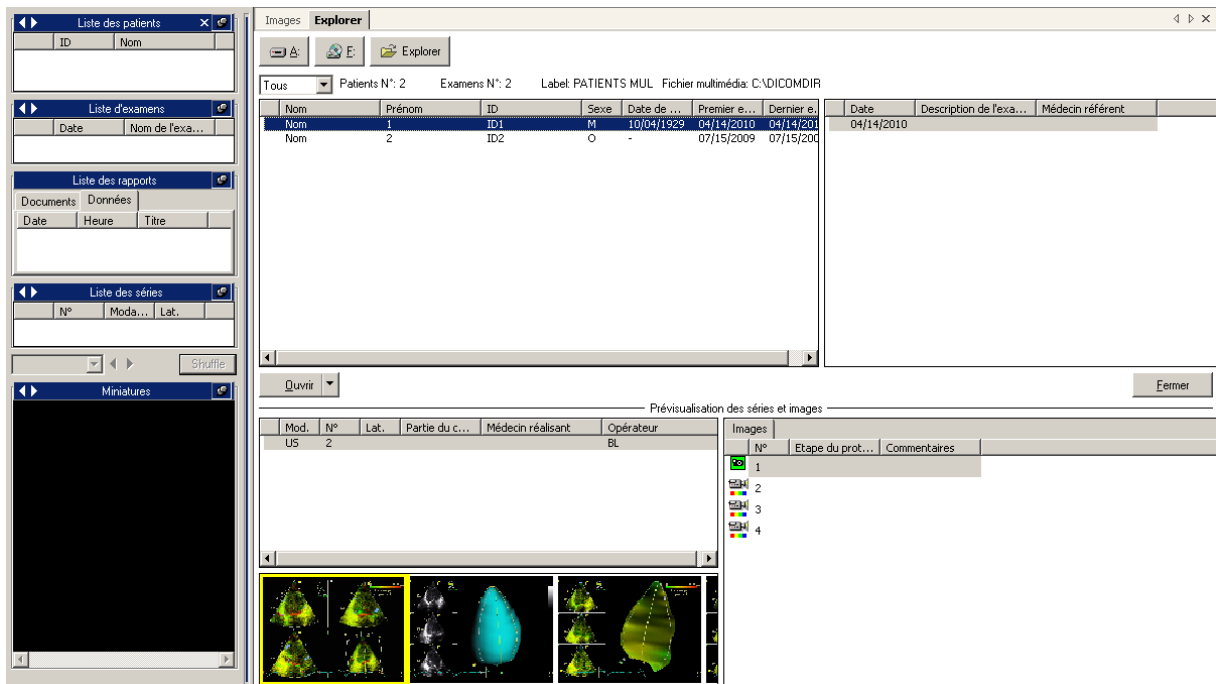 Liste des patients
ID Nom
Liste d'examens
Date Nom de l'exa...
Liste des rapports
Documents Données
Date Heure Titre
Liste des séries
N° Moda... Lat.
Shuffle
Miniatures
Images Explorer
A: E: Explorer
Tous Patients N°: 2 Examens N°: 2 Label: PATIENTS MUL Fichier multimédia: C:\DICOMDIR
Nom Prénom ID Sexe Date de ... Premier e... Dernier e.
Nom 1 ID1 M 10/04/1929 04/14/2010 04/14/201
Nom 2 ID2 O - 07/15/2009 07/15/200
Date Description de l'exa... Médecin référent
04/14/2010
Ouvrir Fermer
Prévisualisation des séries et images
Mod. N° Lat. Partie du c... Médecin réalisant Opérateur
US 2 BL
Images
N° Etape du prot... Commentaires
1
2
3
4